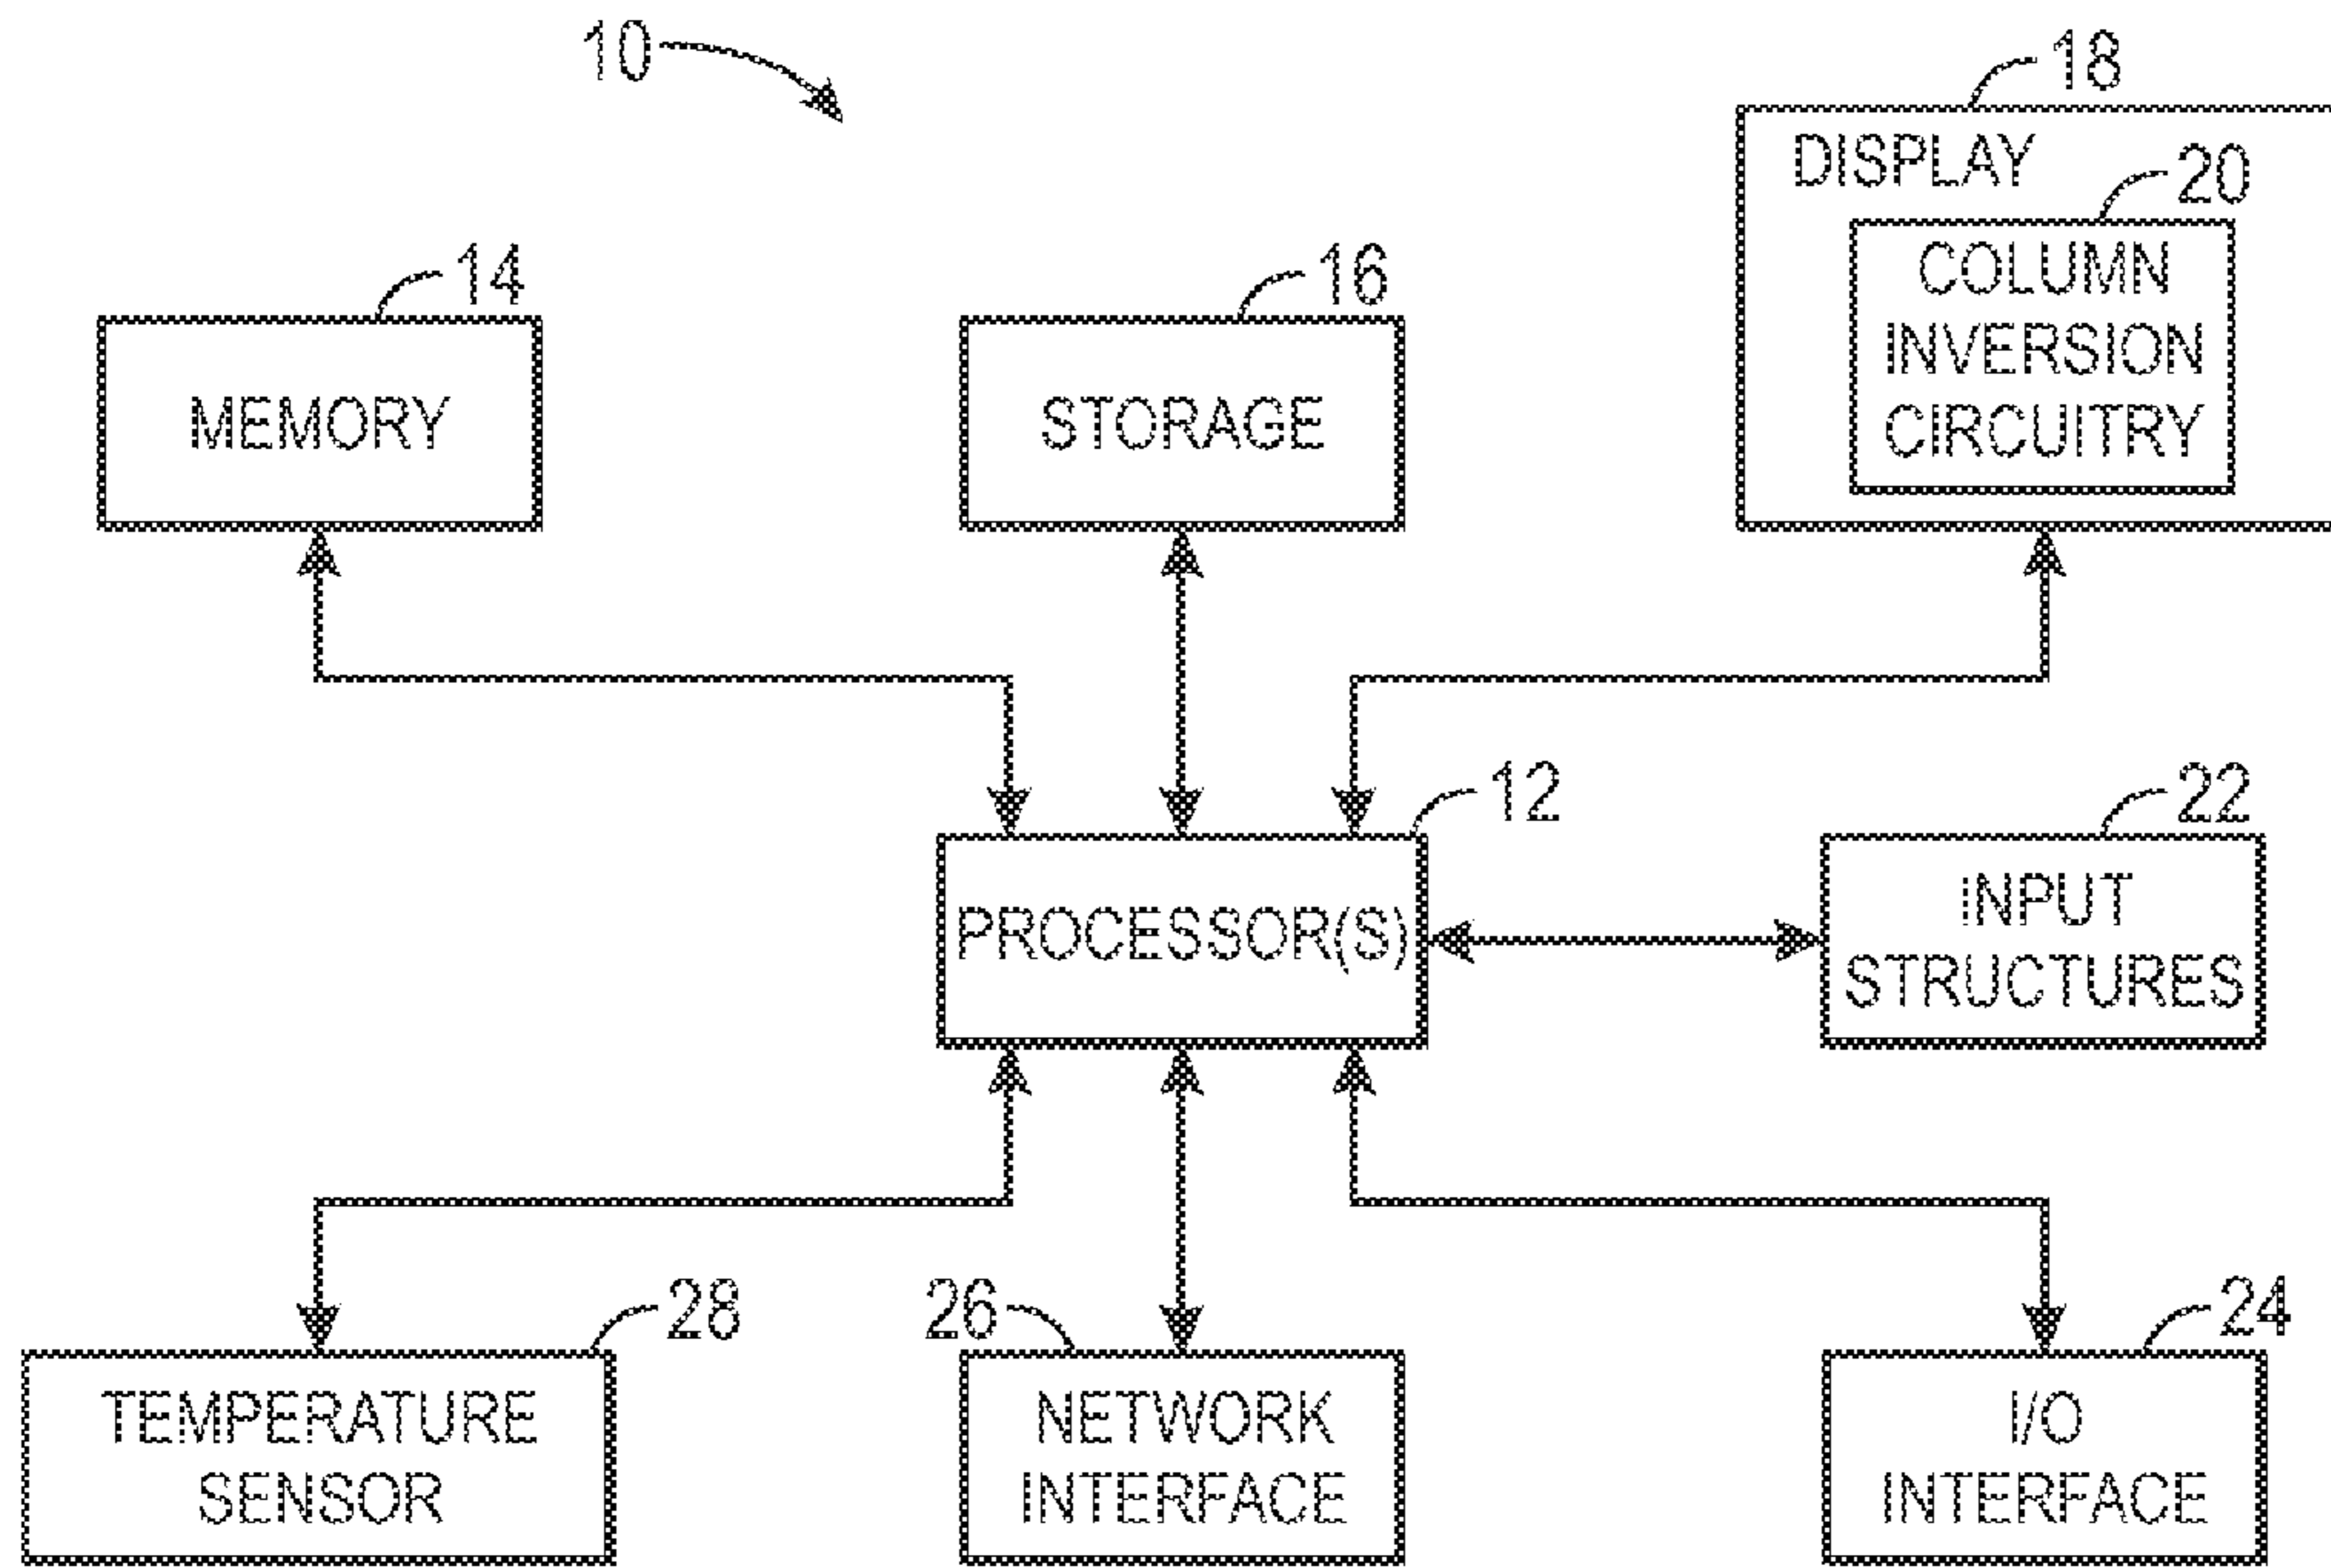 10
18
DISPLAY
20
COLUMN
INVERSION
CIRCUITRY
14
MEMORY
16
STORAGE
12
PROCESSOR(S)
22
INPUT
STRUCTURES
28
TEMPERATURE
SENSOR
26
NETWORK
INTERFACE
24
I/O
INTERFACE